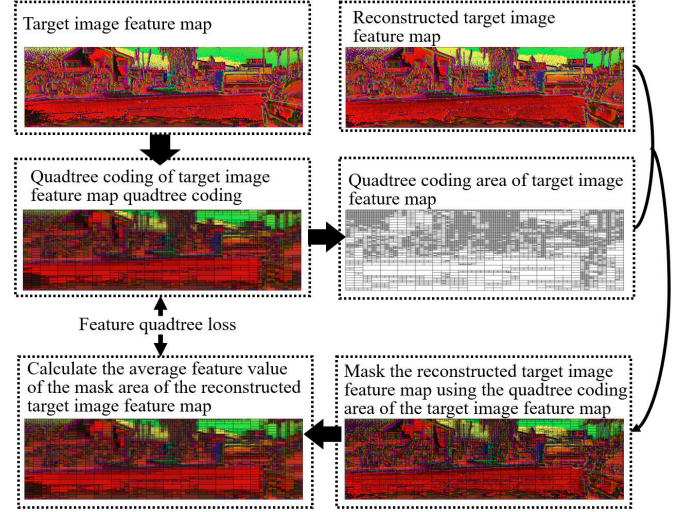 Target image feature map
Reconstructed target image
feature map
Quadtree coding of target image
feature map quadtree coding
Quadtree coding area of target image
feature map
Feature quadtree loss
Calculate the average feature value
of the mask area of the reconstructed
target image feature map
Mask the reconstructed target image
feature map using the quadtree coding
area of the target image feature map